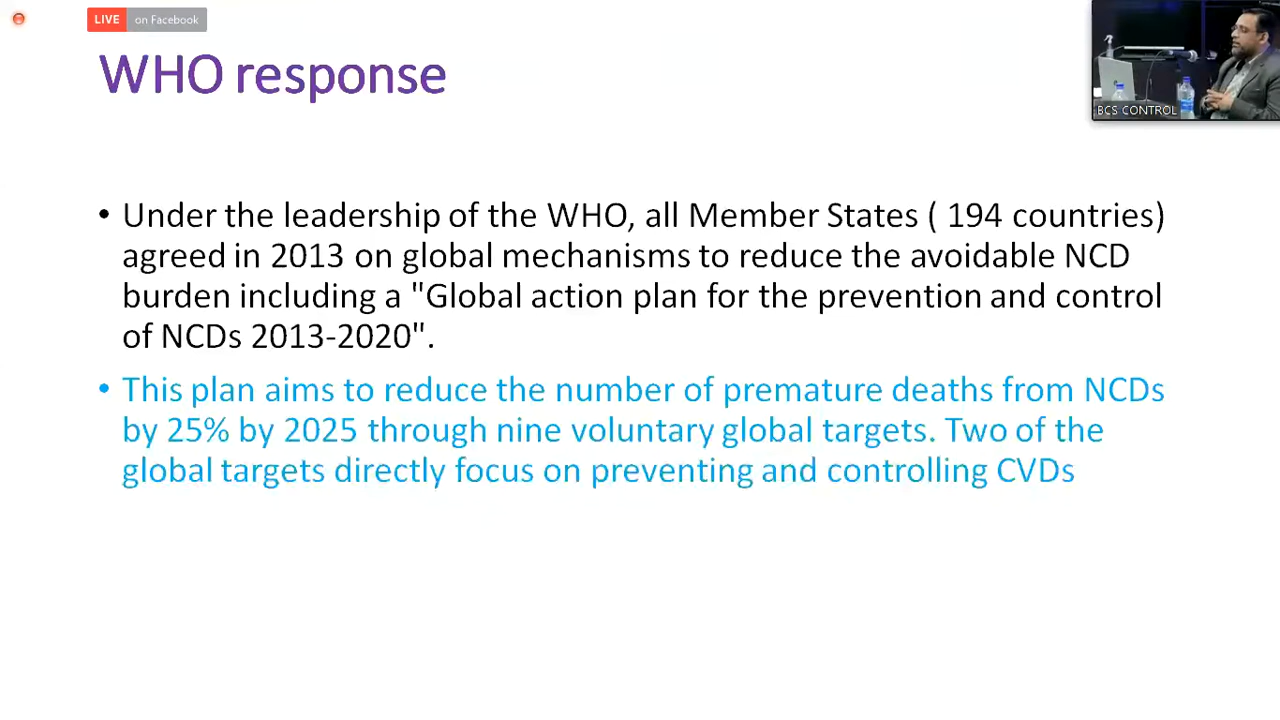 LIVE on Facebook
WHO response
BCS CONTROL
• Under the leadership of the WHO, all Member States ( 194 countries)
agreed in 2013 on global mechanisms to reduce the avoidable NCD
burden including a "Global action plan for the prevention and control
of NCDs 2013-2020".
• This plan aims to reduce the number of premature deaths from NCDs
by 25% by 2025 through nine voluntary global targets. Two of the
global targets directly focus on preventing and controlling CVDs